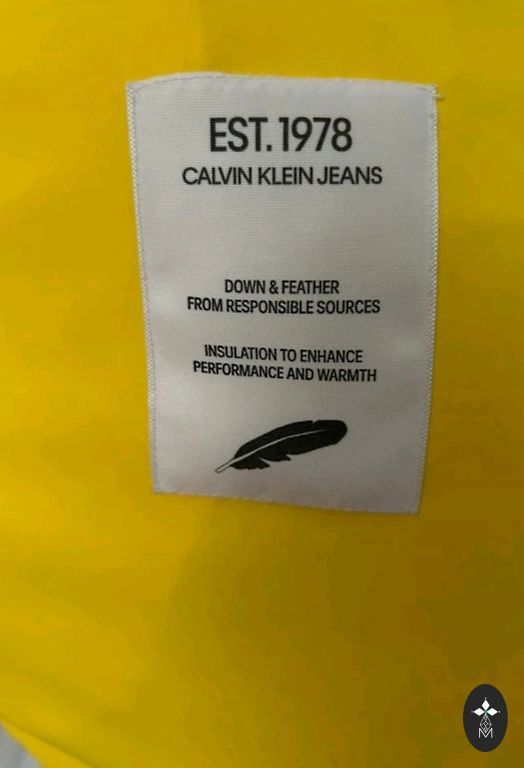 EST. 1978
CALVIN KLEIN JEANS
DOWN & FEATHER
FROM RESPONSIBLE SOURCES
INSULATION TO ENHANCE
PERFORMANCE AND WARMTH
M